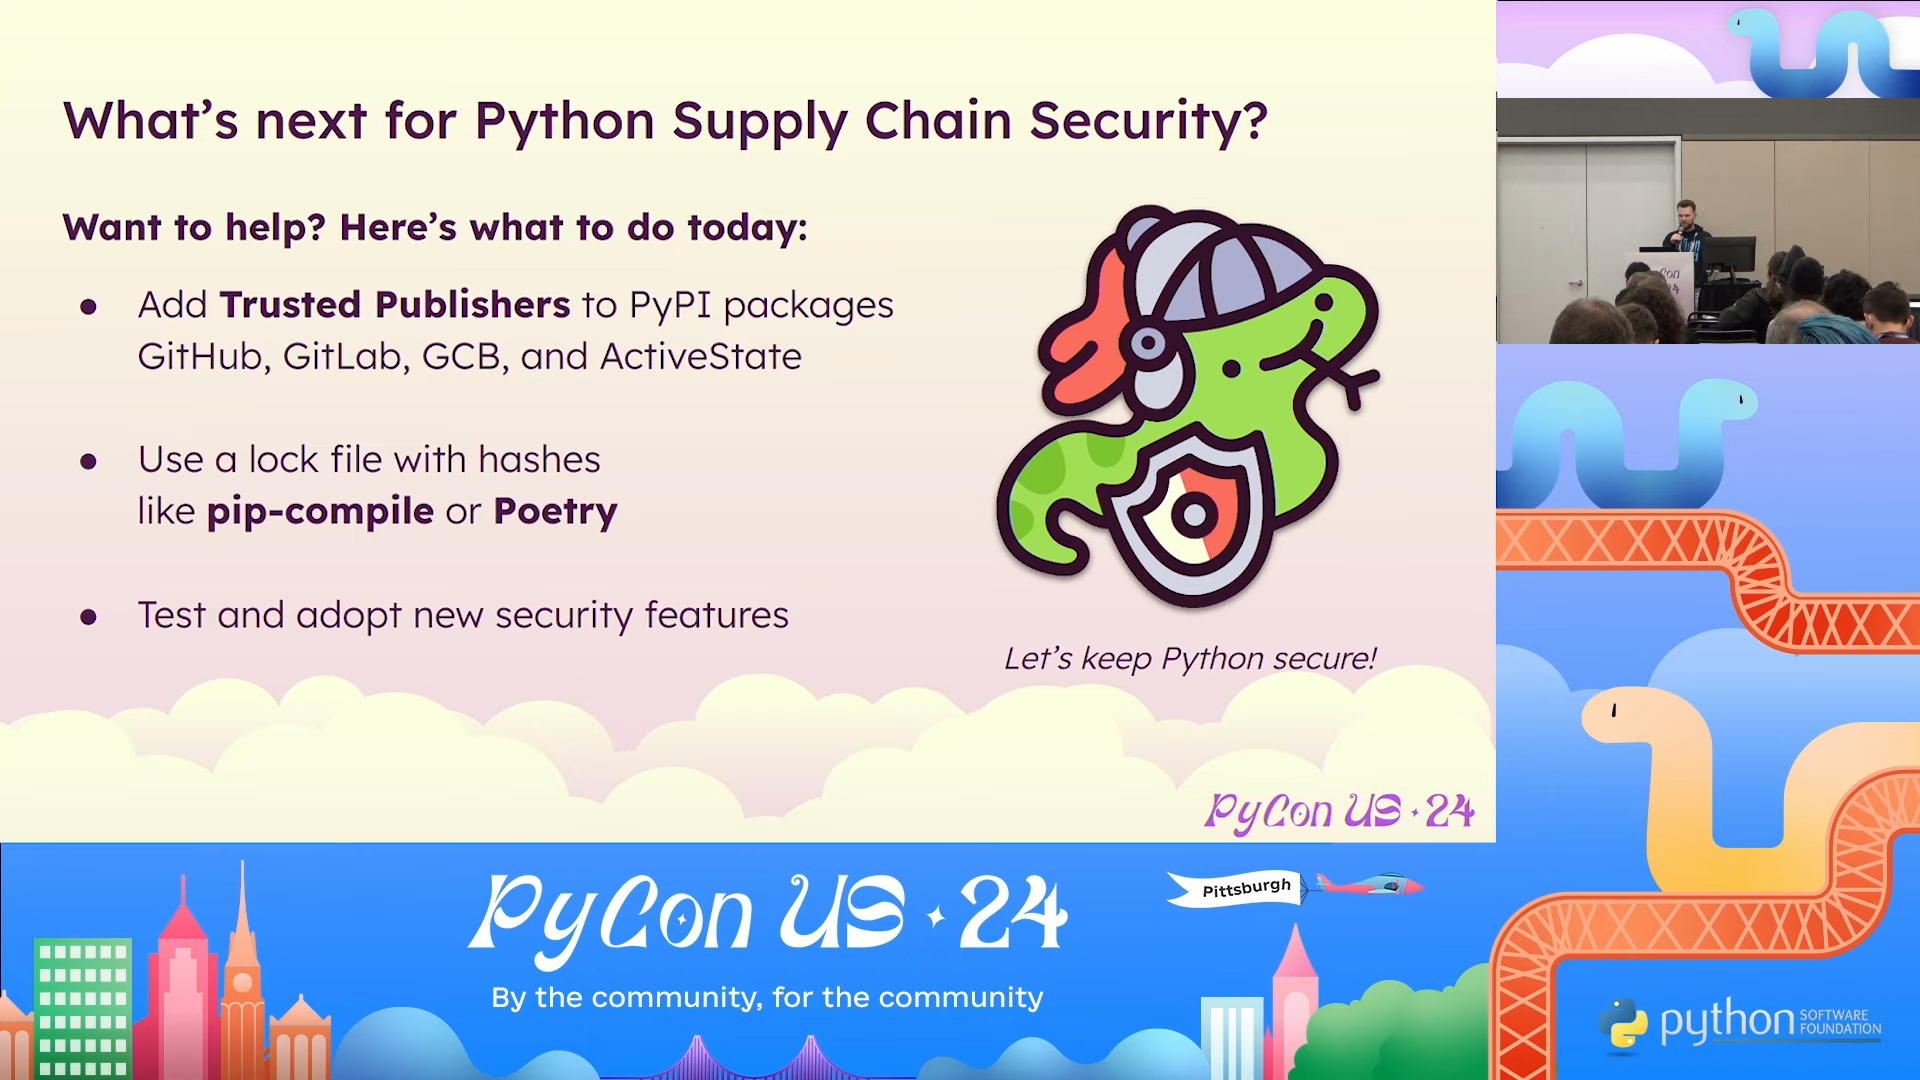 What's next for Python Supply Chain Security?
Want to help? Here's what to do today:
● Add Trusted Publishers to PyPI packages
GitHub, GitLab, GCB, and ActiveState
● Use a lock file with hashes
like pip-compile or Poetry
● Test and adopt new security features
Let's keep Python secure!
PyCon US · 24
PyCon US · 24
By the community, for the community
Pittsburgh
python SOFTWARE
FOUNDATION